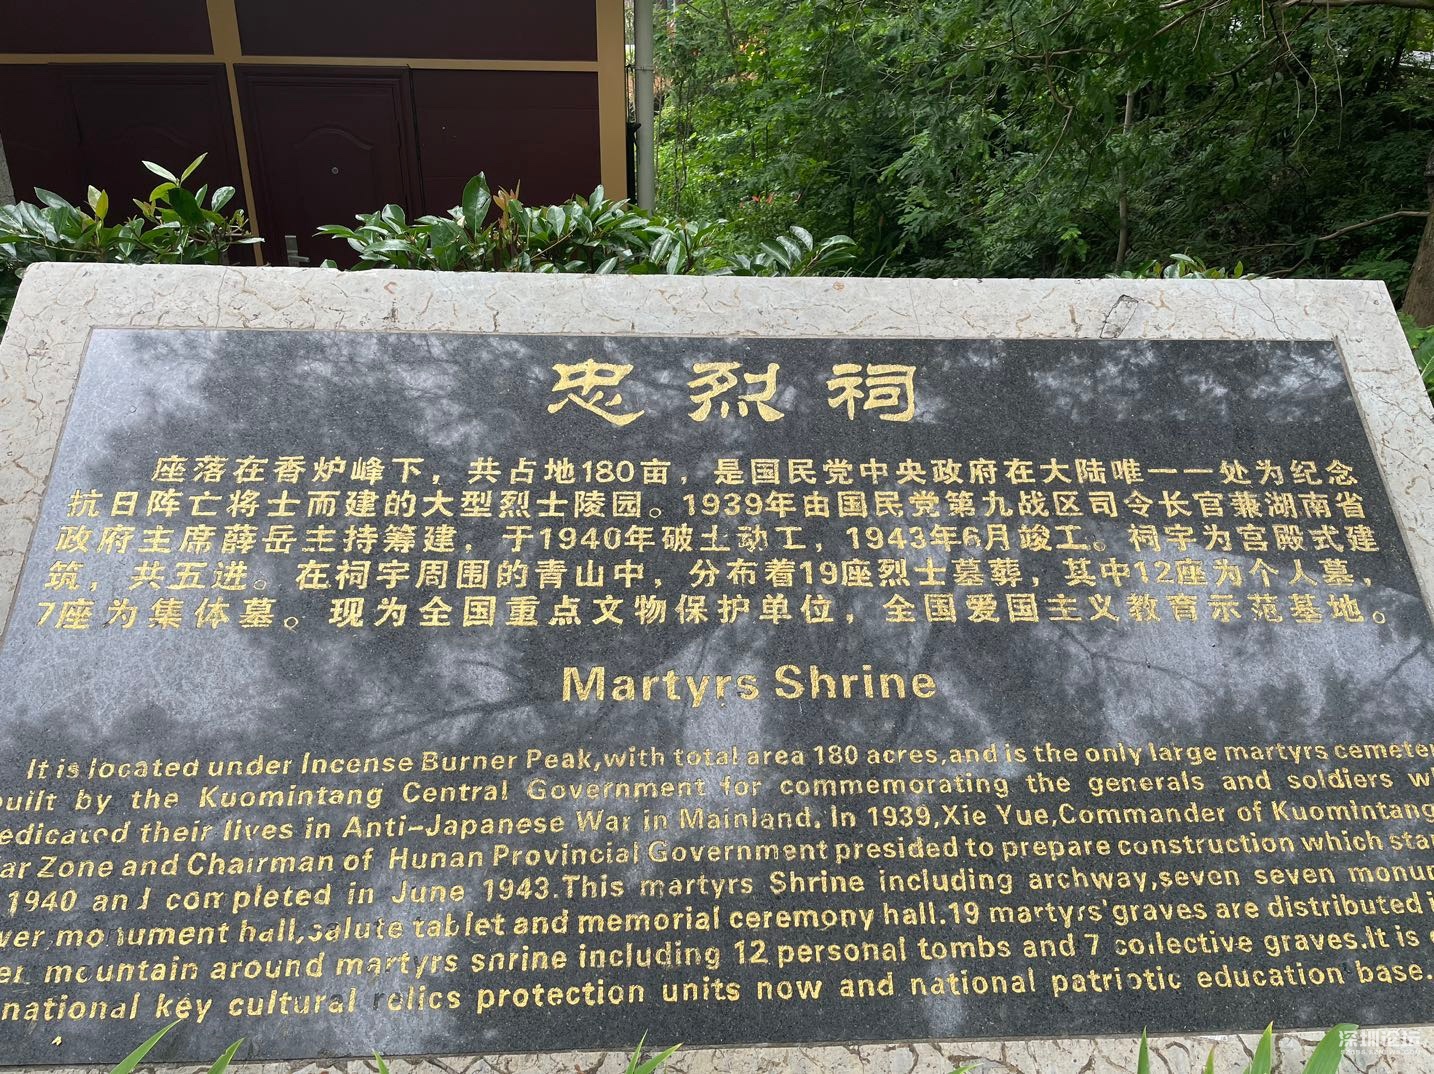 忠烈祠
座落在香炉峰下，共占地180亩，是国民党中央政府在大陆唯一一处为纪念
抗日阵亡将士而建的大型烈士陵园。1939年由国民党第九战区司令长官兼湖南省
政府主席薛岳主持筹建，于1940年破土动工，1943年6月竣工。祠宇为宫殿式建
筑，共五进。在祠宇周围的青山中，分布着19座烈士墓葬，其中12座为个人墓，
7座为集体墓。现为全国重点文物保护单位，全国爱国主义教育示范基地。
Martyrs Shrine
It is located under Incense Burner Peak,with total area 180 acres,and is the only large martyrs cemeter
built by the Kuomintang Central Government for commemorating the generals and soldiers w
edicated their lives in Anti-Japanese War in Mainland. In 1939,Xie Yue,Commander of Kuomintang
ar Zone and Chairman of Hunan Provincial Government presided to prepare construction which star
1940 and completed in June 1943.This martyrs Shrine including archway,seven seven monum
ver,monument hall,salute tablet and memorial ceremony hall.19 martyrs'graves are distributed i
en mountain around martyrs snrine including 12 personal tombs and 7 collective graves.It is
national key cultural relics protection units now and national patriotic education base.
深圳论坛